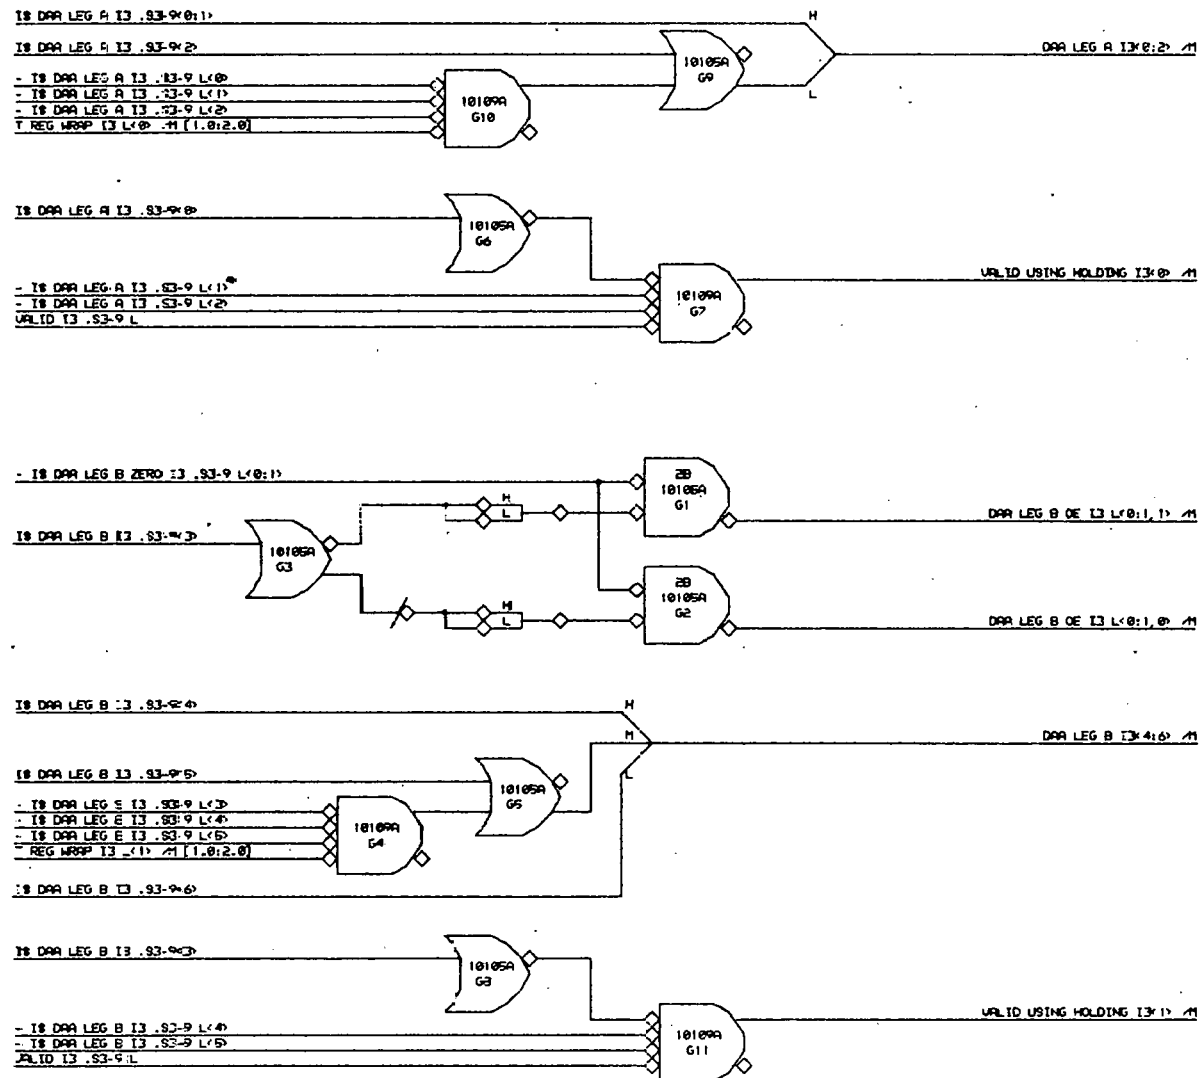 I$ DAA LEG A I3 .S3-9<0:1>
H
I$ DAA LEG A I3 .S3-9<2>
DAA LEG A I3<0:2> /M
10105A
G9
- I$ DAA LEG A I3 .S3-9 L<0>
- I$ DAA LEG A I3 .S3-9 L<1>
- I$ DAA LEG A I3 .S3-9 L<2>
T REG WRAP I3 L<0> /M [1.0:2.0]
10109A
G10
L
I$ DAA LEG A I3 .S3-9<0>
10105A
G6
- I$ DAA LEG A I3 .S3-9 L<1>
- I$ DAA LEG A I3 .S3-9 L<2>
VALID I3 .S3-9 L
10109A
G7
VALID USING HOLDING I3<0> /M
- I$ DAA LEG B ZERO I3 .S3-9 L<0:1>
2B
10105A
G1
H
L
DAA LEG B OE I3 L<0:1,1> /M
I$ DAA LEG B I3 .S3-9<3>
10105A
G3
2B
10105A
G2
H
L
DAA LEG B OE I3 L<0:1,0> /M
I$ DAA LEG B I3 .S3-9<4>
H
M
L
DAA LEG B I3<4:6> /M
I$ DAA LEG B I3 .S3-9<5>
10105A
G5
- I$ DAA LEG B I3 .S3-9 L<3>
- I$ DAA LEG B I3 .S3-9 L<4>
- I$ DAA LEG B I3 .S3-9 L<5>
T REG WRAP I3 L<1> /M [1.0:2.0]
10109A
G4
I$ DAA LEG B I3 .S3-9<6>
I$ DAA LEG B I3 .S3-9<3>
10105A
G8
- I$ DAA LEG B I3 .S3-9 L<4>
- I$ DAA LEG B I3 .S3-9 L<5>
VALID I3 .S3-9 L
10109A
G11
VALID USING HOLDING I3<1> /M